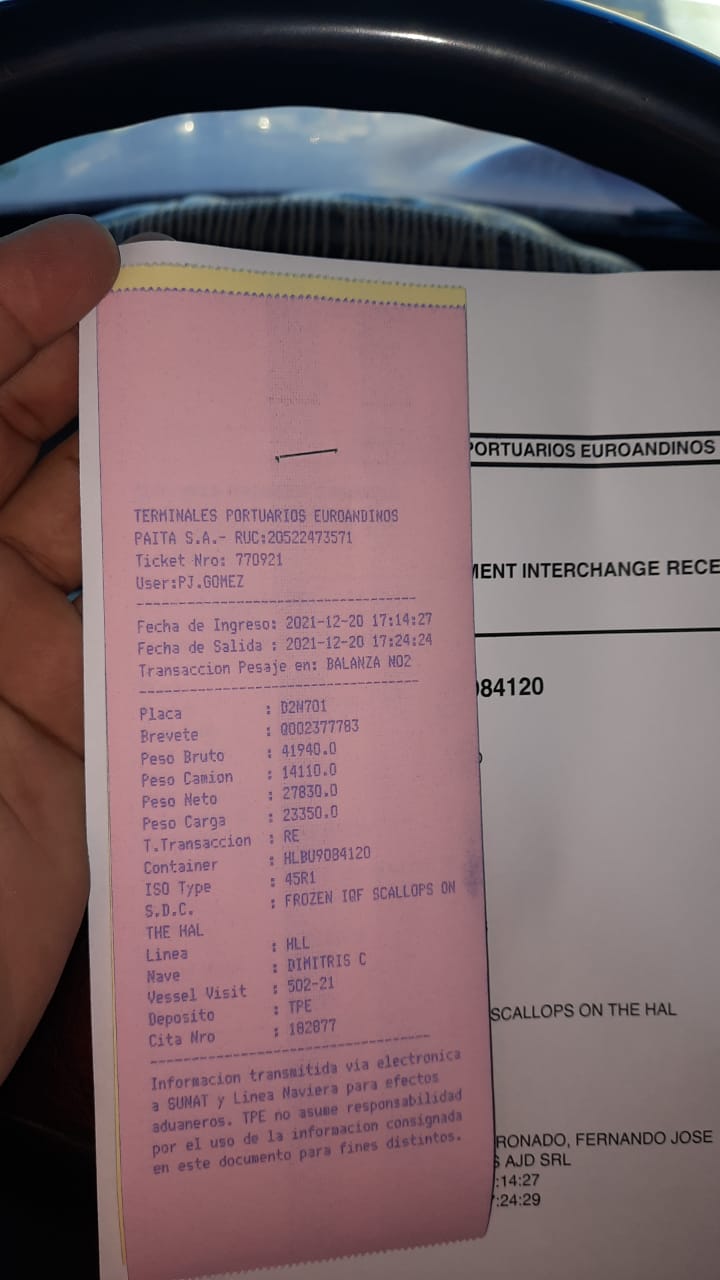 TERMINALES PORTUARIOS EUROANDINOS
PAITA S.A.- RUC:20522473571
Ticket Nro: 770921
User:PJ.GOMEZ
Fecha de Ingreso: 2021-12-20 17:14:27
Fecha de Salida : 2021-12-20 17:24:24
Transaccion Pesaje en: BALANZA NO2
Placa : D2N701
Brevete : Q002377783
Peso Bruto : 41940.0
Peso Camion : 14110.0
Peso Neto : 27830.0
Peso Carga : 23350.0
T.Transaccion : RE
Container : HLBU9084120
ISO Type : 45R1
S.D.C. : FROZEN IQF SCALLOPS ON
THE HAL
Linea : HLL
Nave : DIMITRIS C
Vessel Visit : 502-21
Deposito : TPE
Cita Nro : 182877
Informacion transmitida via electronica
a SUNAT y Linea Naviera para efectos
aduaneros. TPE no asume responsabilidad
por el uso de la informacion consignada
en este documento para fines distintos.
PORTUARIOS EUROANDINOS
MENT INTERCHANGE RECE
084120
SCALLOPS ON THE HAL
RONADO, FERNANDO JOSE
S AJD SRL
:14:27
:24:29